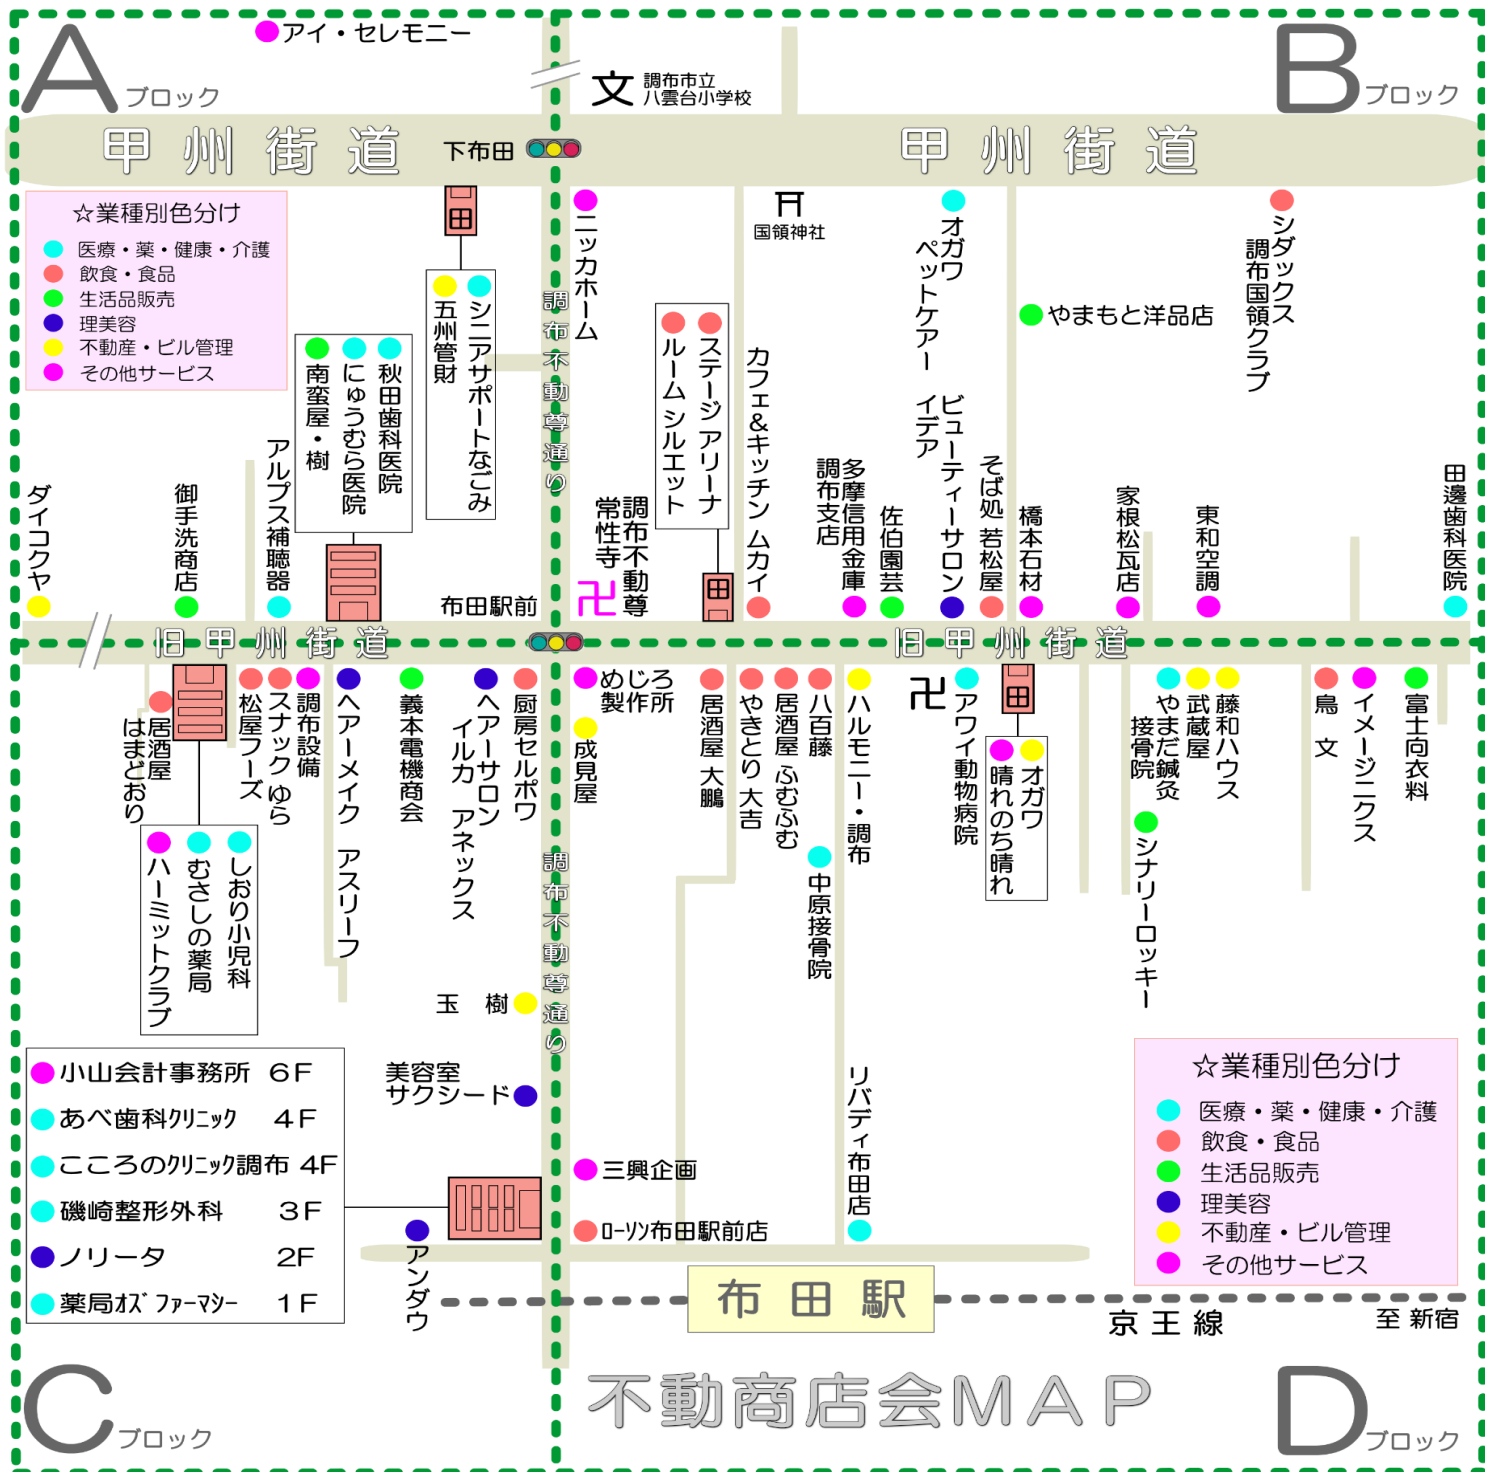 A ブロック
アイ・セレモニー
文
調布市立
八雲台小学校
B ブロック
甲州街道
下布田
甲州街道
☆業種別色分け
医療・薬・健康・介護
飲食・食品
生活品販売
理美容
不動産・ビル管理
その他サービス
五州管財
シニアサポートなごみ
南蛮屋・樹
にゅうむら医院
秋田歯科医院
ダイコクヤ
御手洗商店
アルプス補聴器
布田駅前
調布不動尊通り
ニッカホーム
国領神社
オガワ
ペットケアー
シダックス
調布国領クラブ
やまもと洋品店
ルーム シルエット
ステージ アリーナ
カフェ&キッチン ムカイ
調布不動尊
常性寺
卍
多摩信用金庫
調布支店
佐伯園芸
ビューティーサロン
イデア
そば処 若松屋
橋本石材
家根松瓦店
東和空調
田邊歯科医院
旧甲州街道
旧甲州街道
居酒屋
はまどおり
松屋フーズ
スナック ゆら
調布設備
ヘアーメイク アスリーフ
義本電機商会
ヘアーサロン
イルカ アネックス
厨房セルポワ
ハーミットクラブ
むさしの薬局
しおり小児科
玉 樹
美容室
サクシード
小山会計事務所 6F
あべ歯科クリニック 4F
こころのクリニック調布 4F
磯崎整形外科 3F
ノリータ 2F
薬局オズファーマシー 1F
アンダウ
調布不動尊通り
めじろ
製作所
成見屋
居酒屋 大鵬
やきとり 大吉
居酒屋 ふむふむ
八百藤
中原接骨院
ハルモニー・調布
卍
アワイ動物病院
晴れのち晴れ
オガワ
やまだ鍼灸
接骨院
武蔵屋
藤和ハウス
シナリーロッキー
鳥 文
イメージニクス
富士向衣料
三興企画
ローソン布田駅前店
リバディ布田店
☆業種別色分け
医療・薬・健康・介護
飲食・食品
生活品販売
理美容
不動産・ビル管理
その他サービス
布田駅
京王線
至 新宿
C ブロック
不動商店会MAP
D ブロック